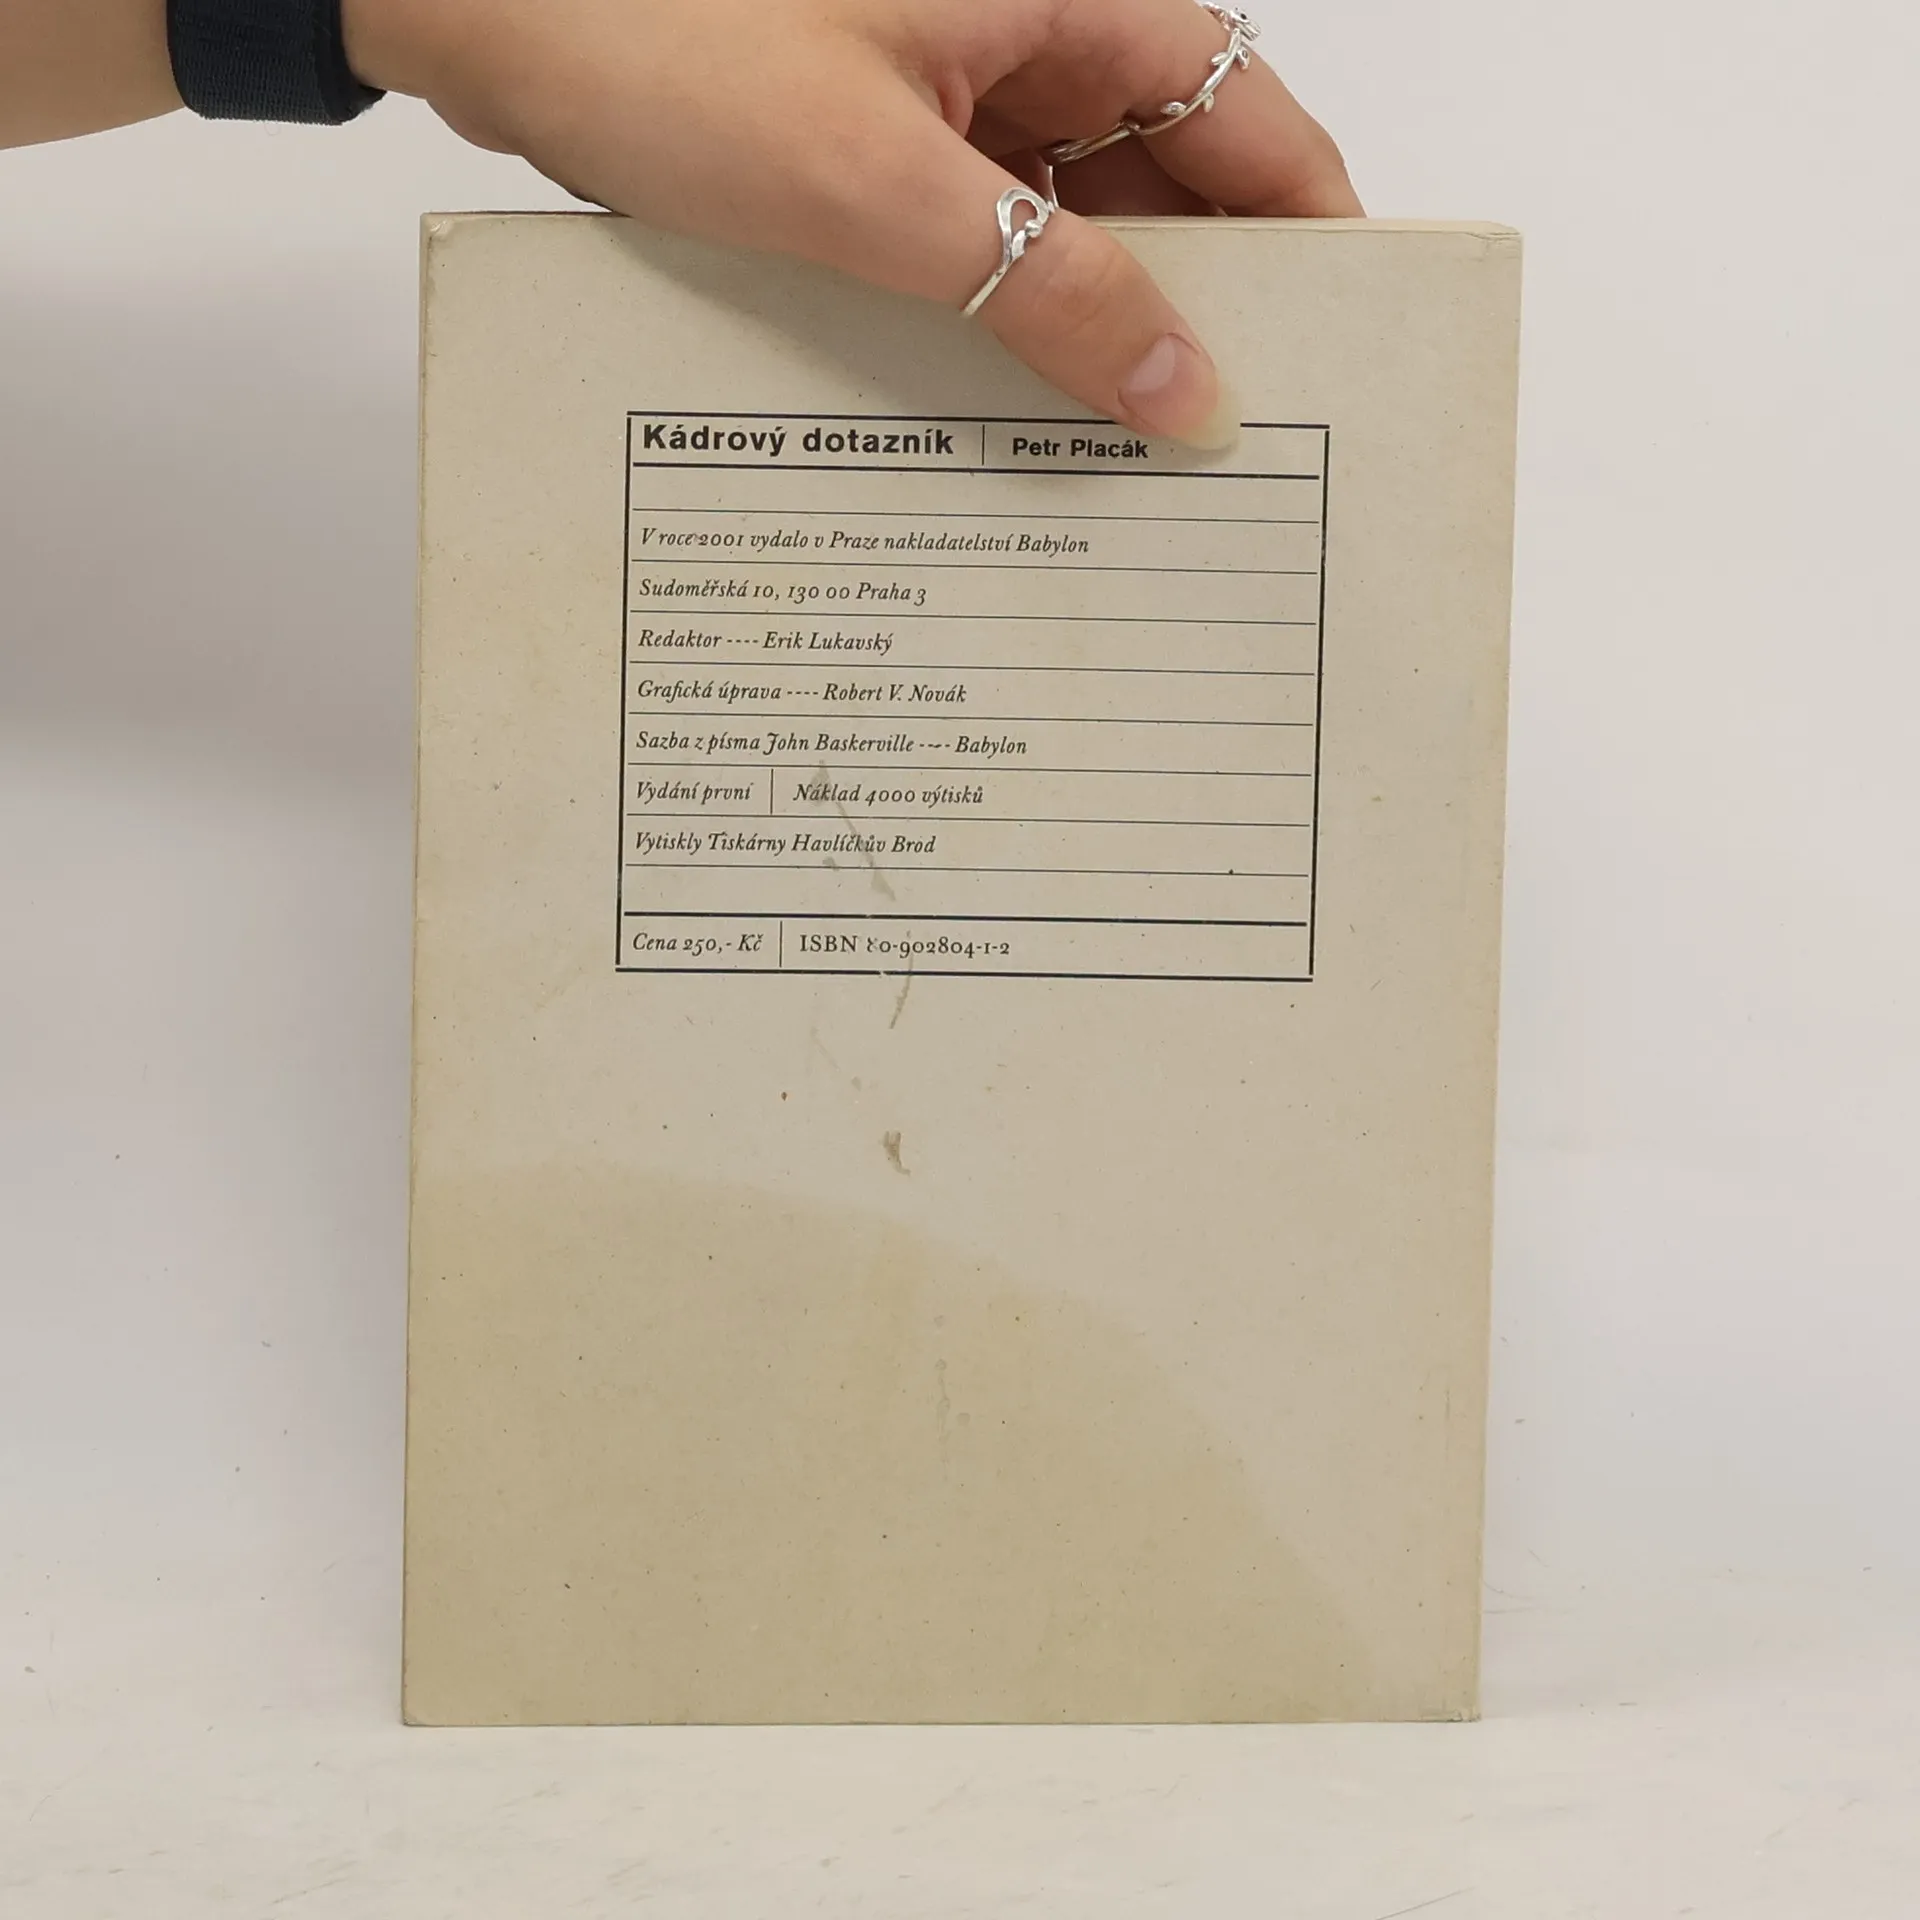 Kádrový dotazník | Petr Placák
V roce 2001 vydalo v Praze nakladatelství Babylon
Sudoměřská 10, 130 00 Praha 3
Redaktor ---- Erik Lukavský
Grafická úprava ---- Robert V. Novák
Sazba z písma John Baskerville ---- Babylon
Vydání první | Náklad 4000 výtisků
Vytiskly Tiskárny Havlíčkův Brod
Cena 250,- Kč | ISBN 80-902804-1-2